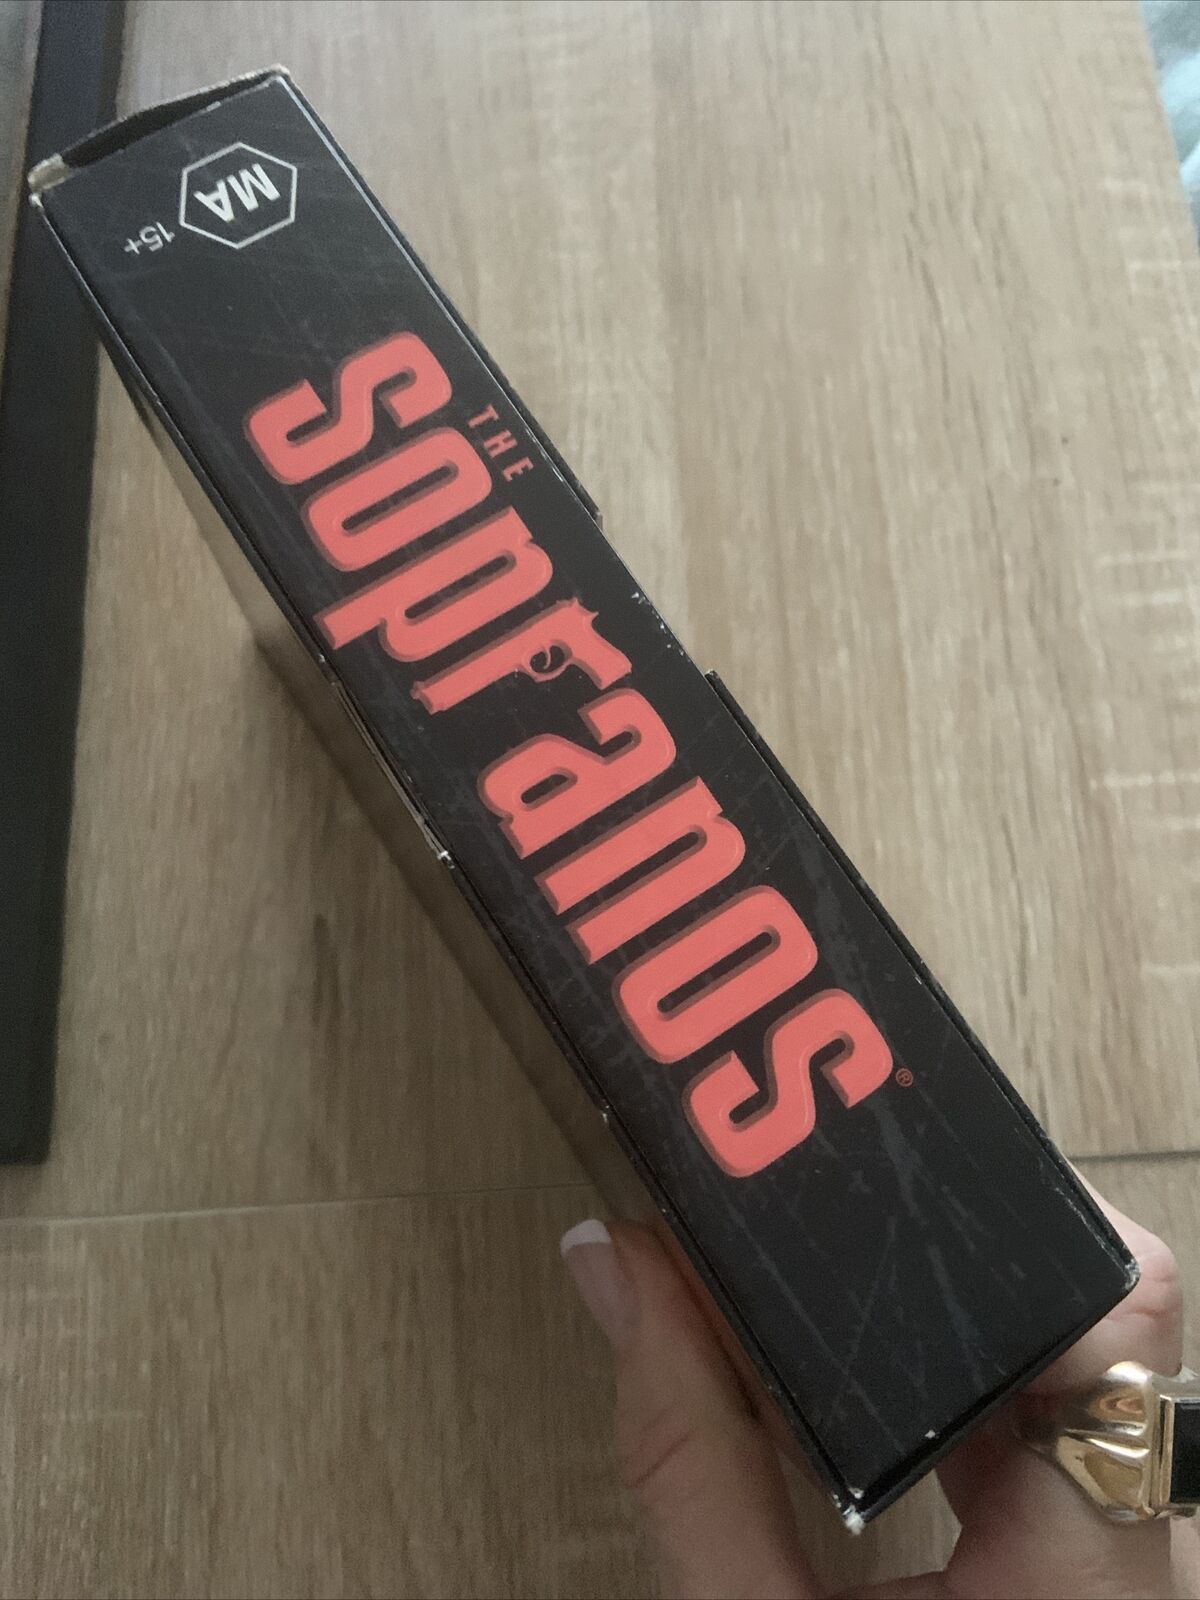 MA
15+
THE
SOPRANOS®